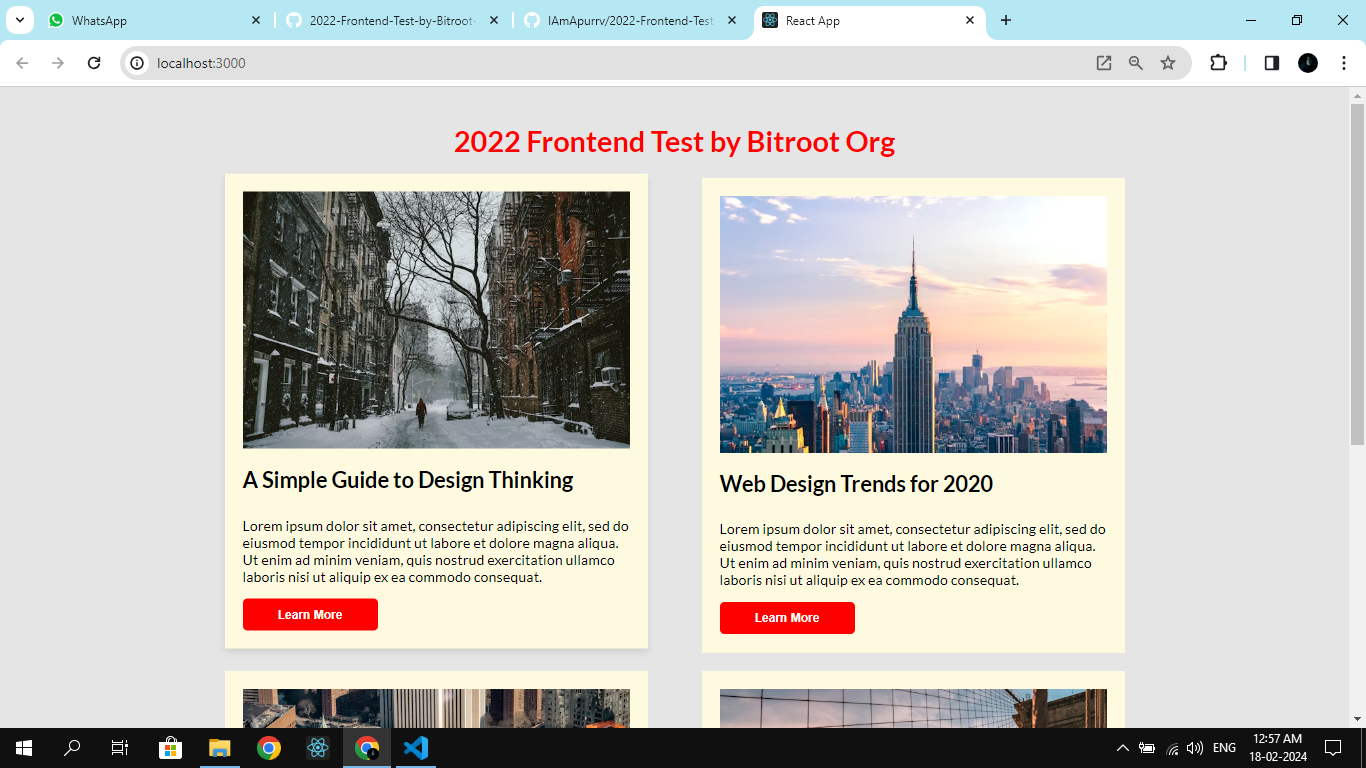 WhatsApp
2022-Frontend-Test-by-Bitroot-
IAmApurrv/2022-Frontend-Test
React App
localhost:3000
2022 Frontend Test by Bitroot Org
A Simple Guide to Design Thinking
Lorem ipsum dolor sit amet, consectetur adipiscing elit, sed do
eiusmod tempor incididunt ut labore et dolore magna aliqua.
Ut enim ad minim veniam, quis nostrud exercitation ullamco
laboris nisi ut aliquip ex ea commodo consequat.
Learn More
Web Design Trends for 2020
Lorem ipsum dolor sit amet, consectetur adipiscing elit, sed do
eiusmod tempor incididunt ut labore et dolore magna aliqua.
Ut enim ad minim veniam, quis nostrud exercitation ullamco
laboris nisi ut aliquip ex ea commodo consequat.
Learn More
ENG
12:57 AM
18-02-2024